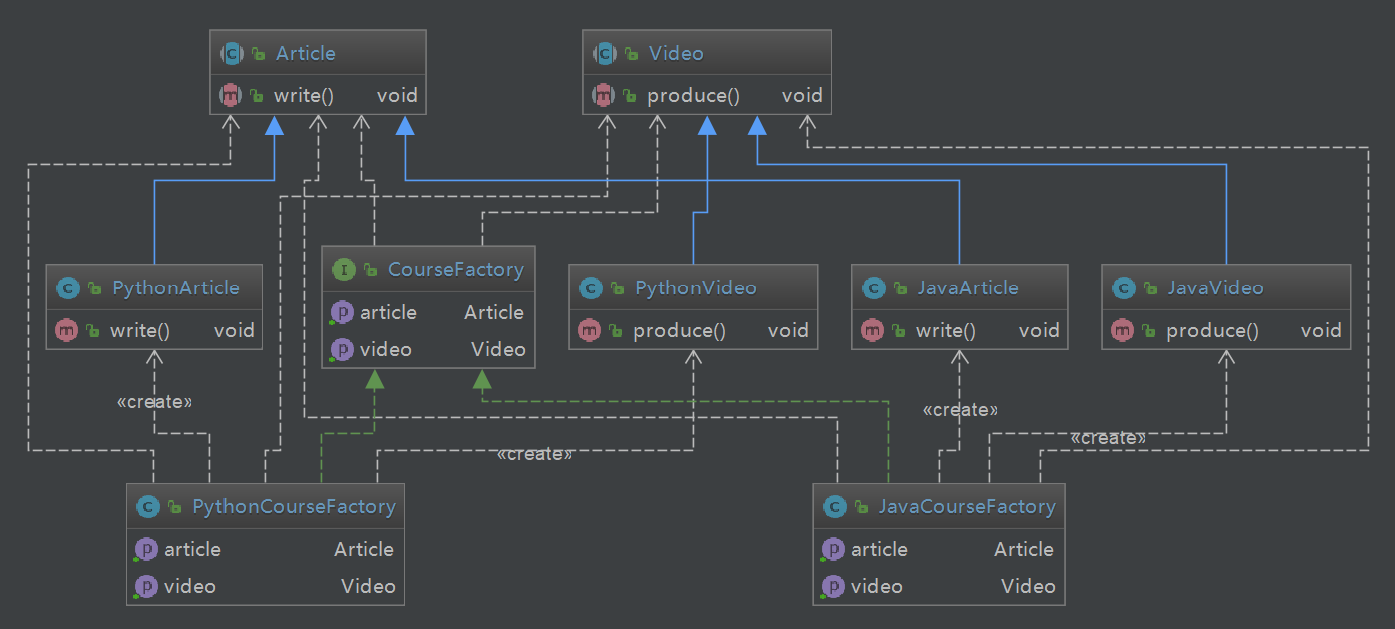 Article
write() void
Video
produce() void
PythonArticle
write() void
CourseFactory
article Article
video Video
PythonVideo
produce() void
JavaArticle
write() void
JavaVideo
produce() void
«create»
«create»
«create»
«create»
PythonCourseFactory
article Article
video Video
JavaCourseFactory
article Article
video Video